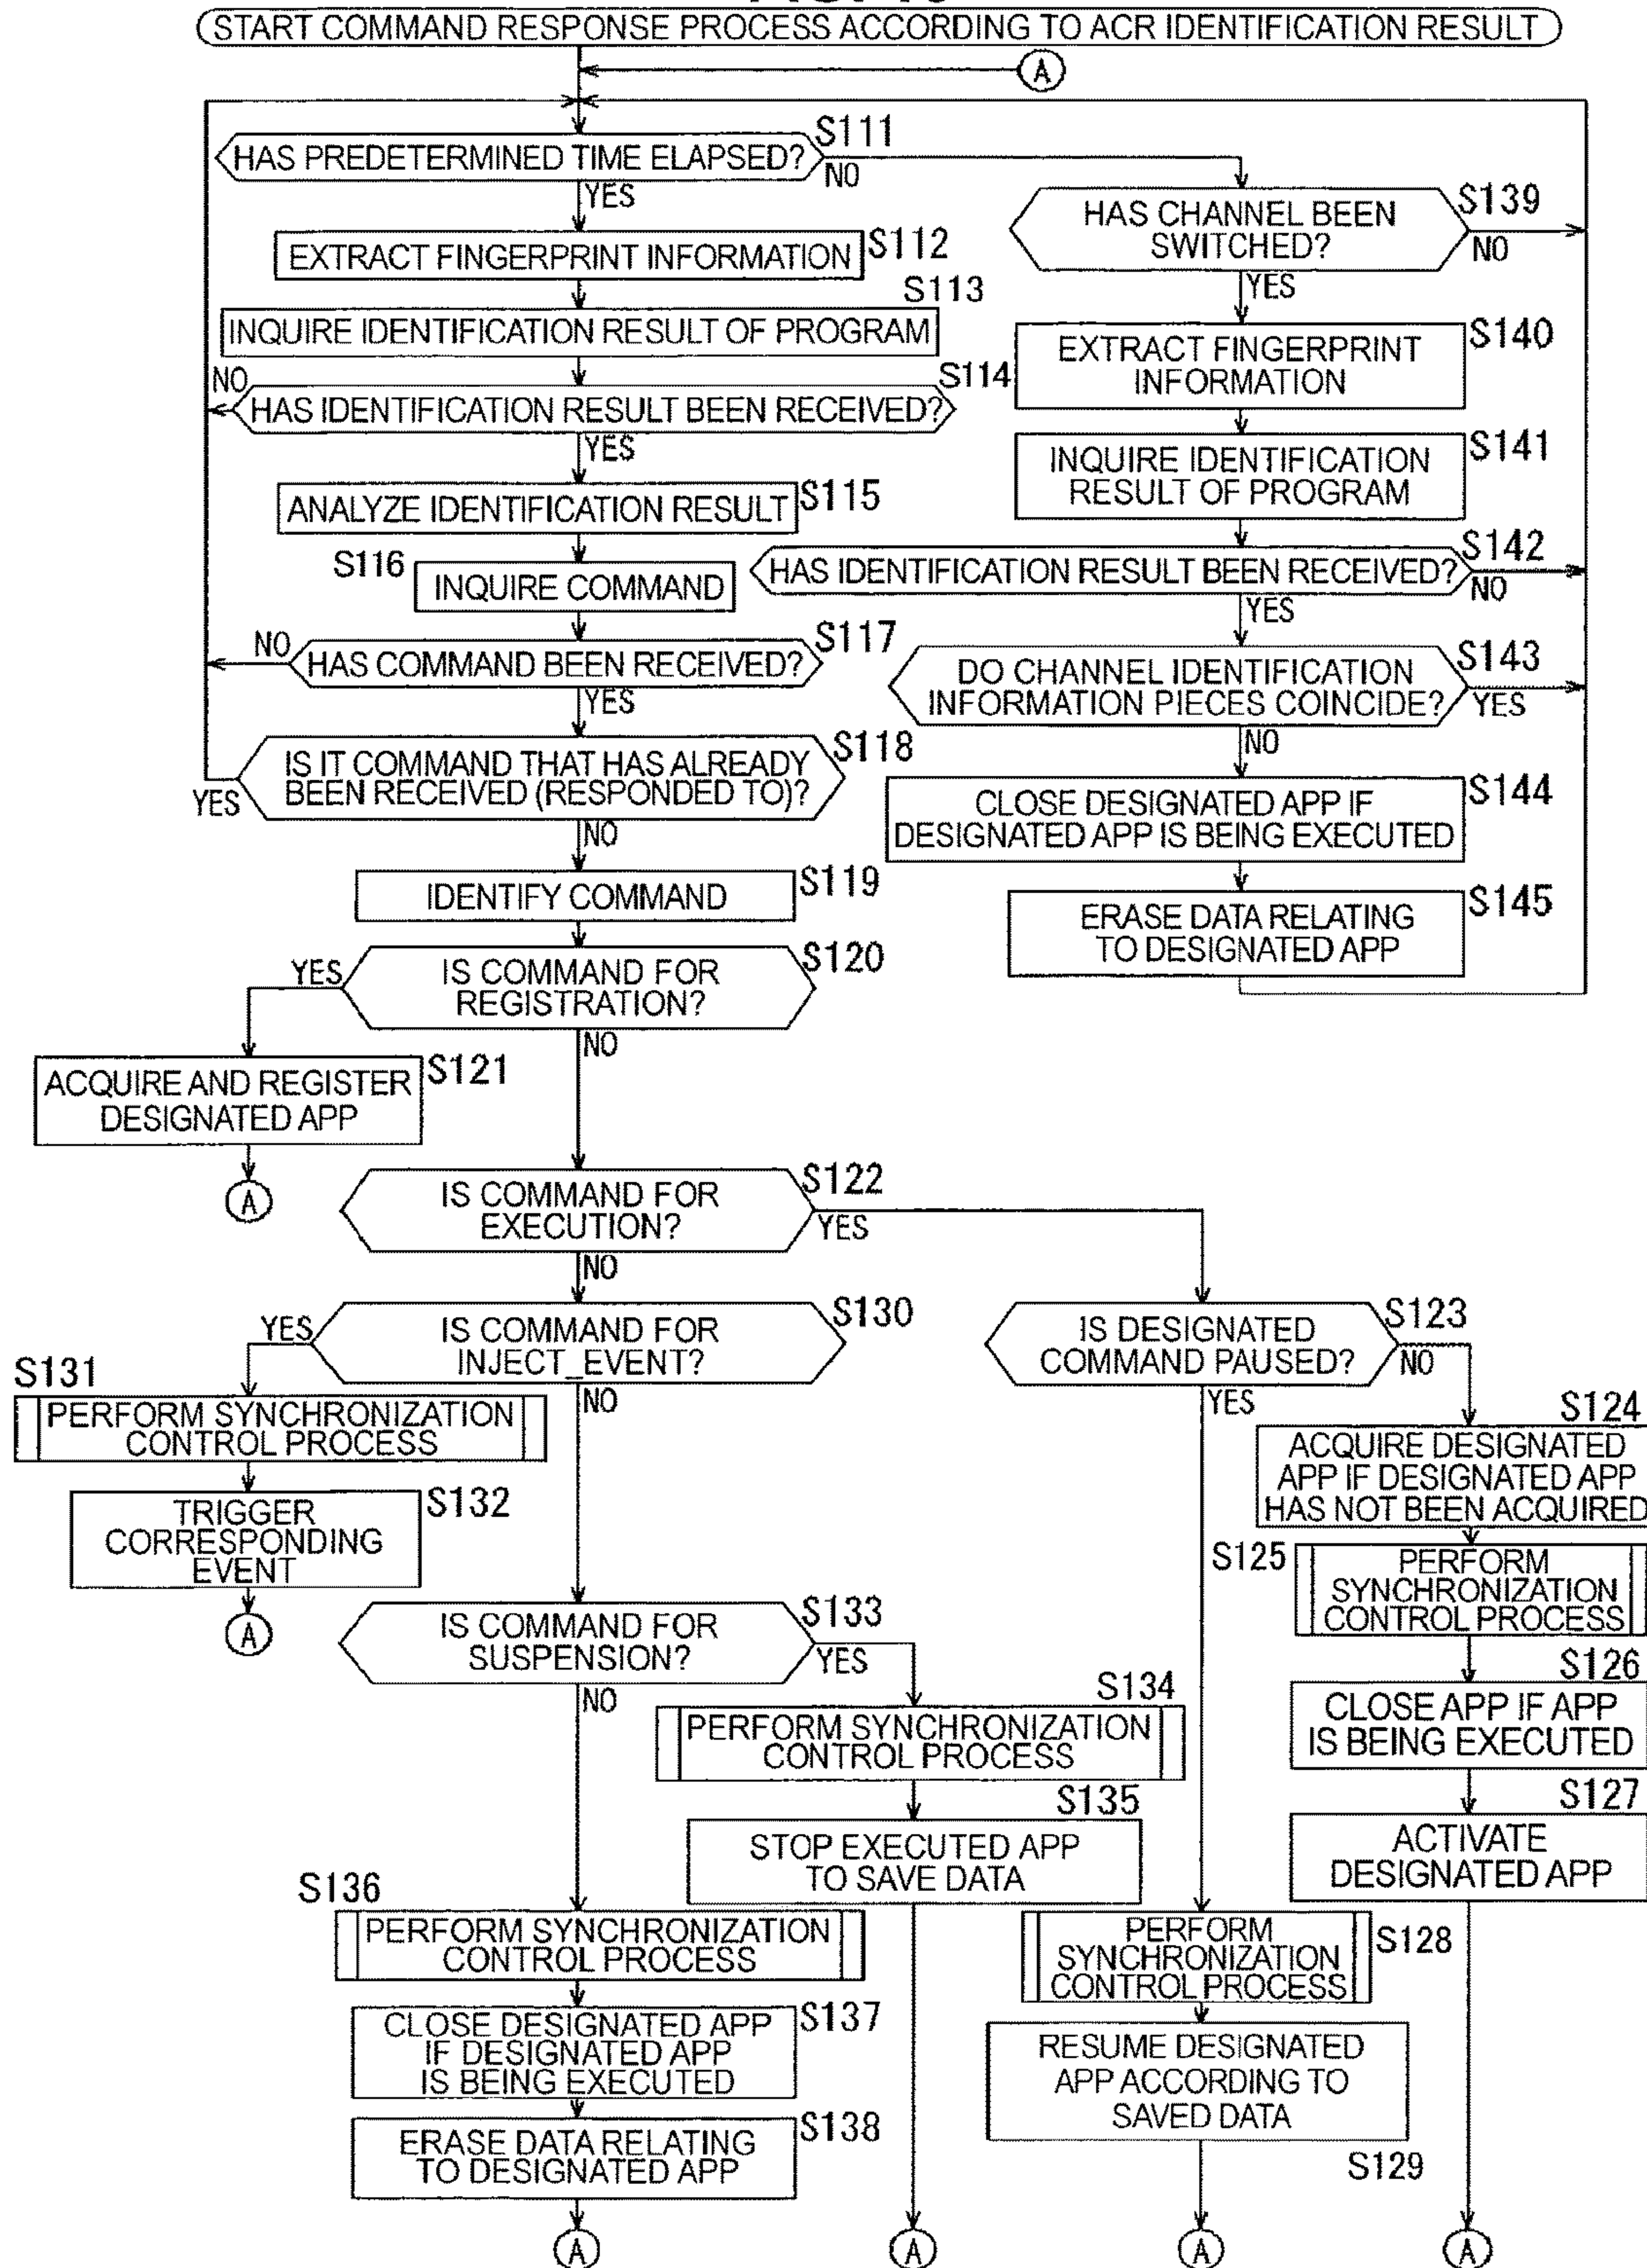 START COMMAND RESPONSE PROCESS ACCORDING TO ACR IDENTIFICATION RESULT
A
HAS PREDETERMINED TIME ELAPSED?
S111
NO
YES
EXTRACT FINGERPRINT INFORMATION
S112
S113
INQUIRE IDENTIFICATION RESULT OF PROGRAM
S114
NO
HAS IDENTIFICATION RESULT BEEN RECEIVED?
YES
ANALYZE IDENTIFICATION RESULT
S115
S116
INQUIRE COMMAND
S117
NO
HAS COMMAND BEEN RECEIVED?
YES
IS IT COMMAND THAT HAS ALREADY
BEEN RECEIVED (RESPONDED TO)?
S118
YES
NO
IDENTIFY COMMAND
S119
HAS CHANNEL BEEN
SWITCHED?
S139
NO
YES
EXTRACT FINGERPRINT
INFORMATION
S140
INQUIRE IDENTIFICATION
RESULT OF PROGRAM
S141
HAS IDENTIFICATION RESULT BEEN RECEIVED?
S142
NO
YES
DO CHANNEL IDENTIFICATION
INFORMATION PIECES COINCIDE?
S143
YES
NO
CLOSE DESIGNATED APP IF
DESIGNATED APP IS BEING EXECUTED
S144
ERASE DATA RELATING
TO DESIGNATED APP
S145
IS COMMAND FOR
REGISTRATION?
S120
YES
NO
ACQUIRE AND REGISTER
DESIGNATED APP
S121
A
IS COMMAND FOR
EXECUTION?
S122
YES
NO
IS COMMAND FOR
INJECT_EVENT?
S130
YES
NO
S131
PERFORM SYNCHRONIZATION
CONTROL PROCESS
TRIGGER
CORRESPONDING
EVENT
S132
A
IS DESIGNATED
COMMAND PAUSED?
S123
NO
YES
S124
ACQUIRE DESIGNATED
APP IF DESIGNATED APP
HAS NOT BEEN ACQUIRED
S125
PERFORM
SYNCHRONIZATION
CONTROL PROCESS
S126
CLOSE APP IF APP
IS BEING EXECUTED
S127
ACTIVATE
DESIGNATED APP
IS COMMAND FOR
SUSPENSION?
S133
YES
NO
S134
PERFORM SYNCHRONIZATION
CONTROL PROCESS
S135
STOP EXECUTED APP
TO SAVE DATA
S136
PERFORM SYNCHRONIZATION
CONTROL PROCESS
CLOSE DESIGNATED APP
IF DESIGNATED APP
IS BEING EXECUTED
S137
ERASE DATA RELATING
TO DESIGNATED APP
S138
PERFORM
SYNCHRONIZATION
CONTROL PROCESS
S128
RESUME DESIGNATED
APP ACCORDING TO
SAVED DATA
S129
A
A
A
A